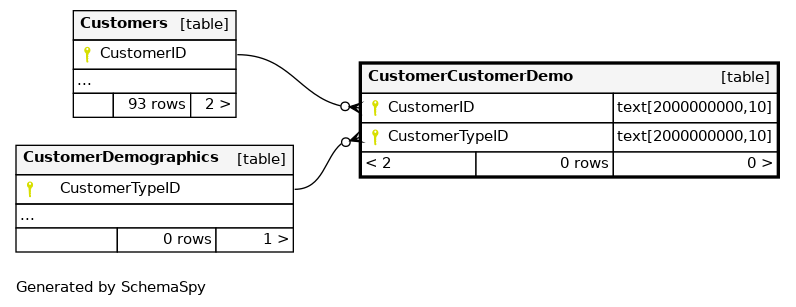 Customers [table]
CustomerID
...
93 rows 2 >
CustomerDemographics [table]
CustomerTypeID
...
0 rows 1 >
CustomerCustomerDemo [table]
CustomerID text[2000000000,10]
CustomerTypeID text[2000000000,10]
< 2 0 rows 0 >
Generated by SchemaSpy